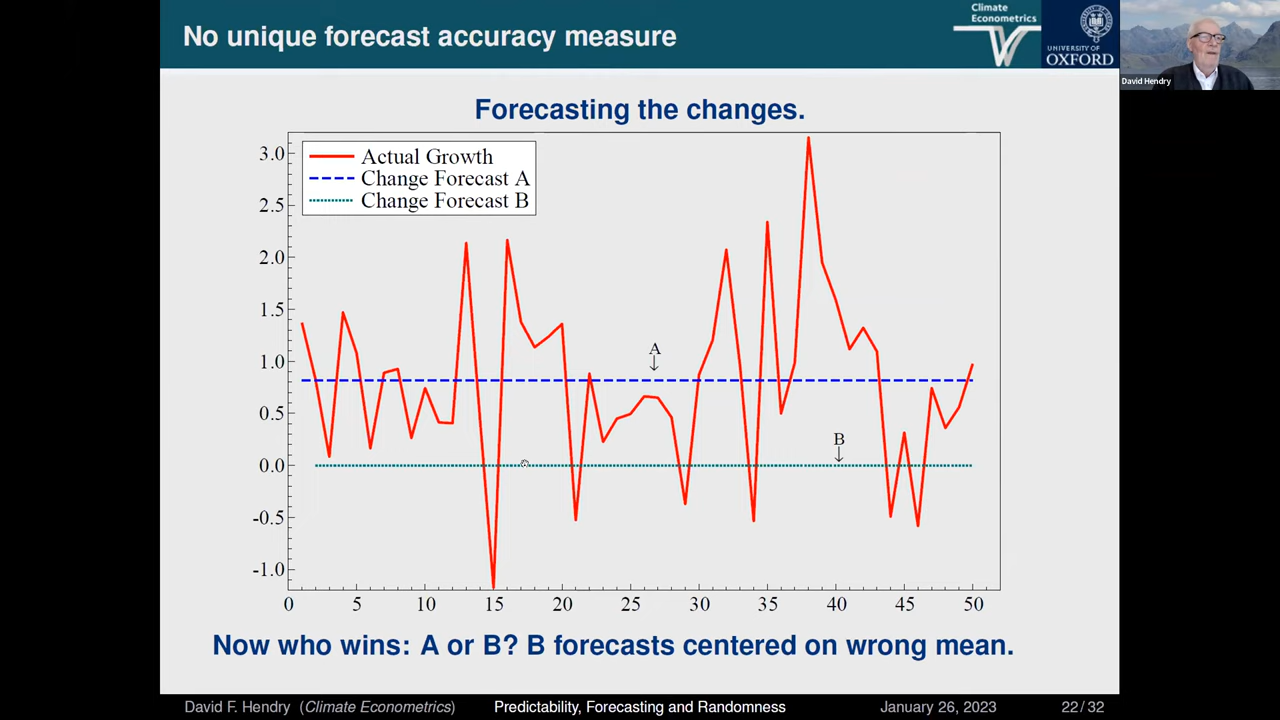 No unique forecast accuracy measure
Climate
Econometrics
UNIVERSITY OF
OXFORD
David Hendry
Forecasting the changes.
Actual Growth
Change Forecast A
Change Forecast B
3.0
2.5
2.0
1.5
1.0
0.5
0.0
-0.5
-1.0
A
B
0 5 10 15 20 25 30 35 40 45 50
Now who wins: A or B? B forecasts centered on wrong mean.
David F. Hendry (Climate Econometrics) Predictability, Forecasting and Randomness January 26, 2023 22 / 32